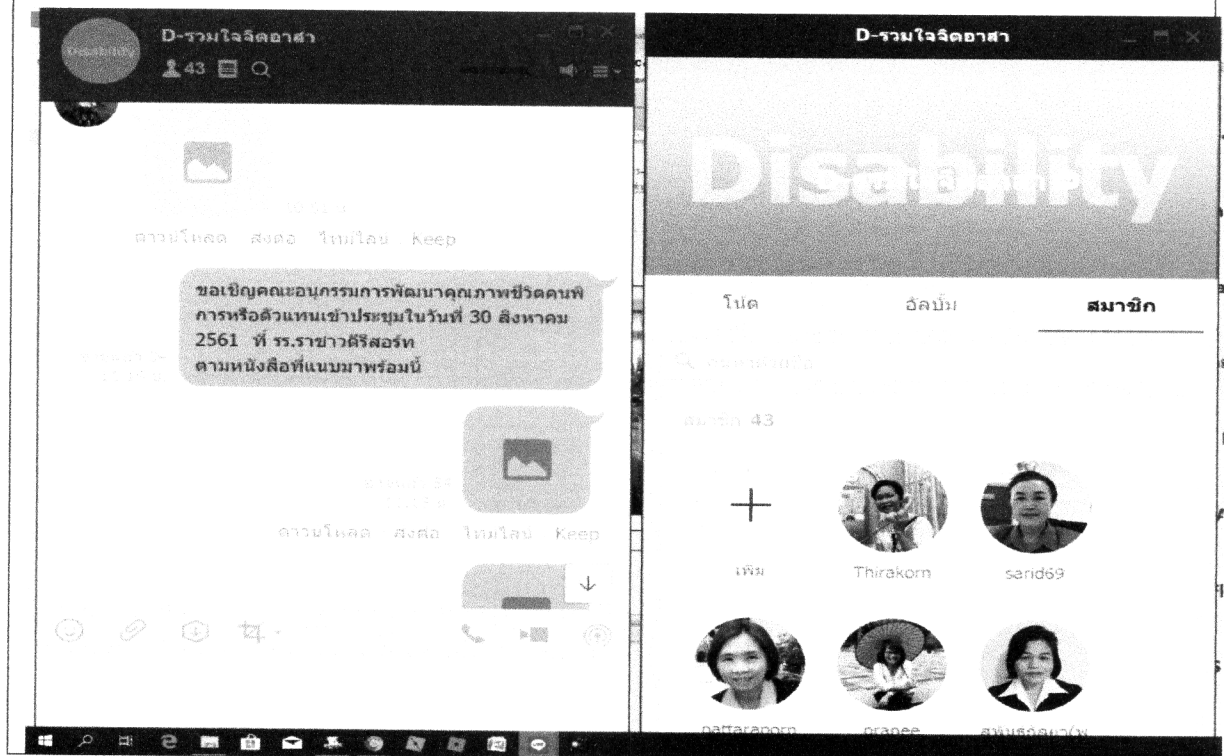 D-รวมใจจิตอาสา
43
Disability
ดาวน์โหลด ส่งต่อ ไทม์ไลน์ Keep
ขอเชิญคณะอนุกรรมการพัฒนาคุณภาพชีวิตคนพิ
การหรือตัวแทนเข้าประชุมในวันที่ 30 สิงหาคม
2561 ที่ รร.ราชาวดีรีสอร์ท
ตามหนังสือที่แนบมาพร้อมนี้
ดาวน์โหลด ส่งต่อ ไทม์ไลน์ Keep
D-รวมใจจิตอาสา
Disability
โน้ต อัลบั้ม สมาชิก
สมาชิก 43
เพิ่ม Thirakorn sarid69
pattaraporn pranee